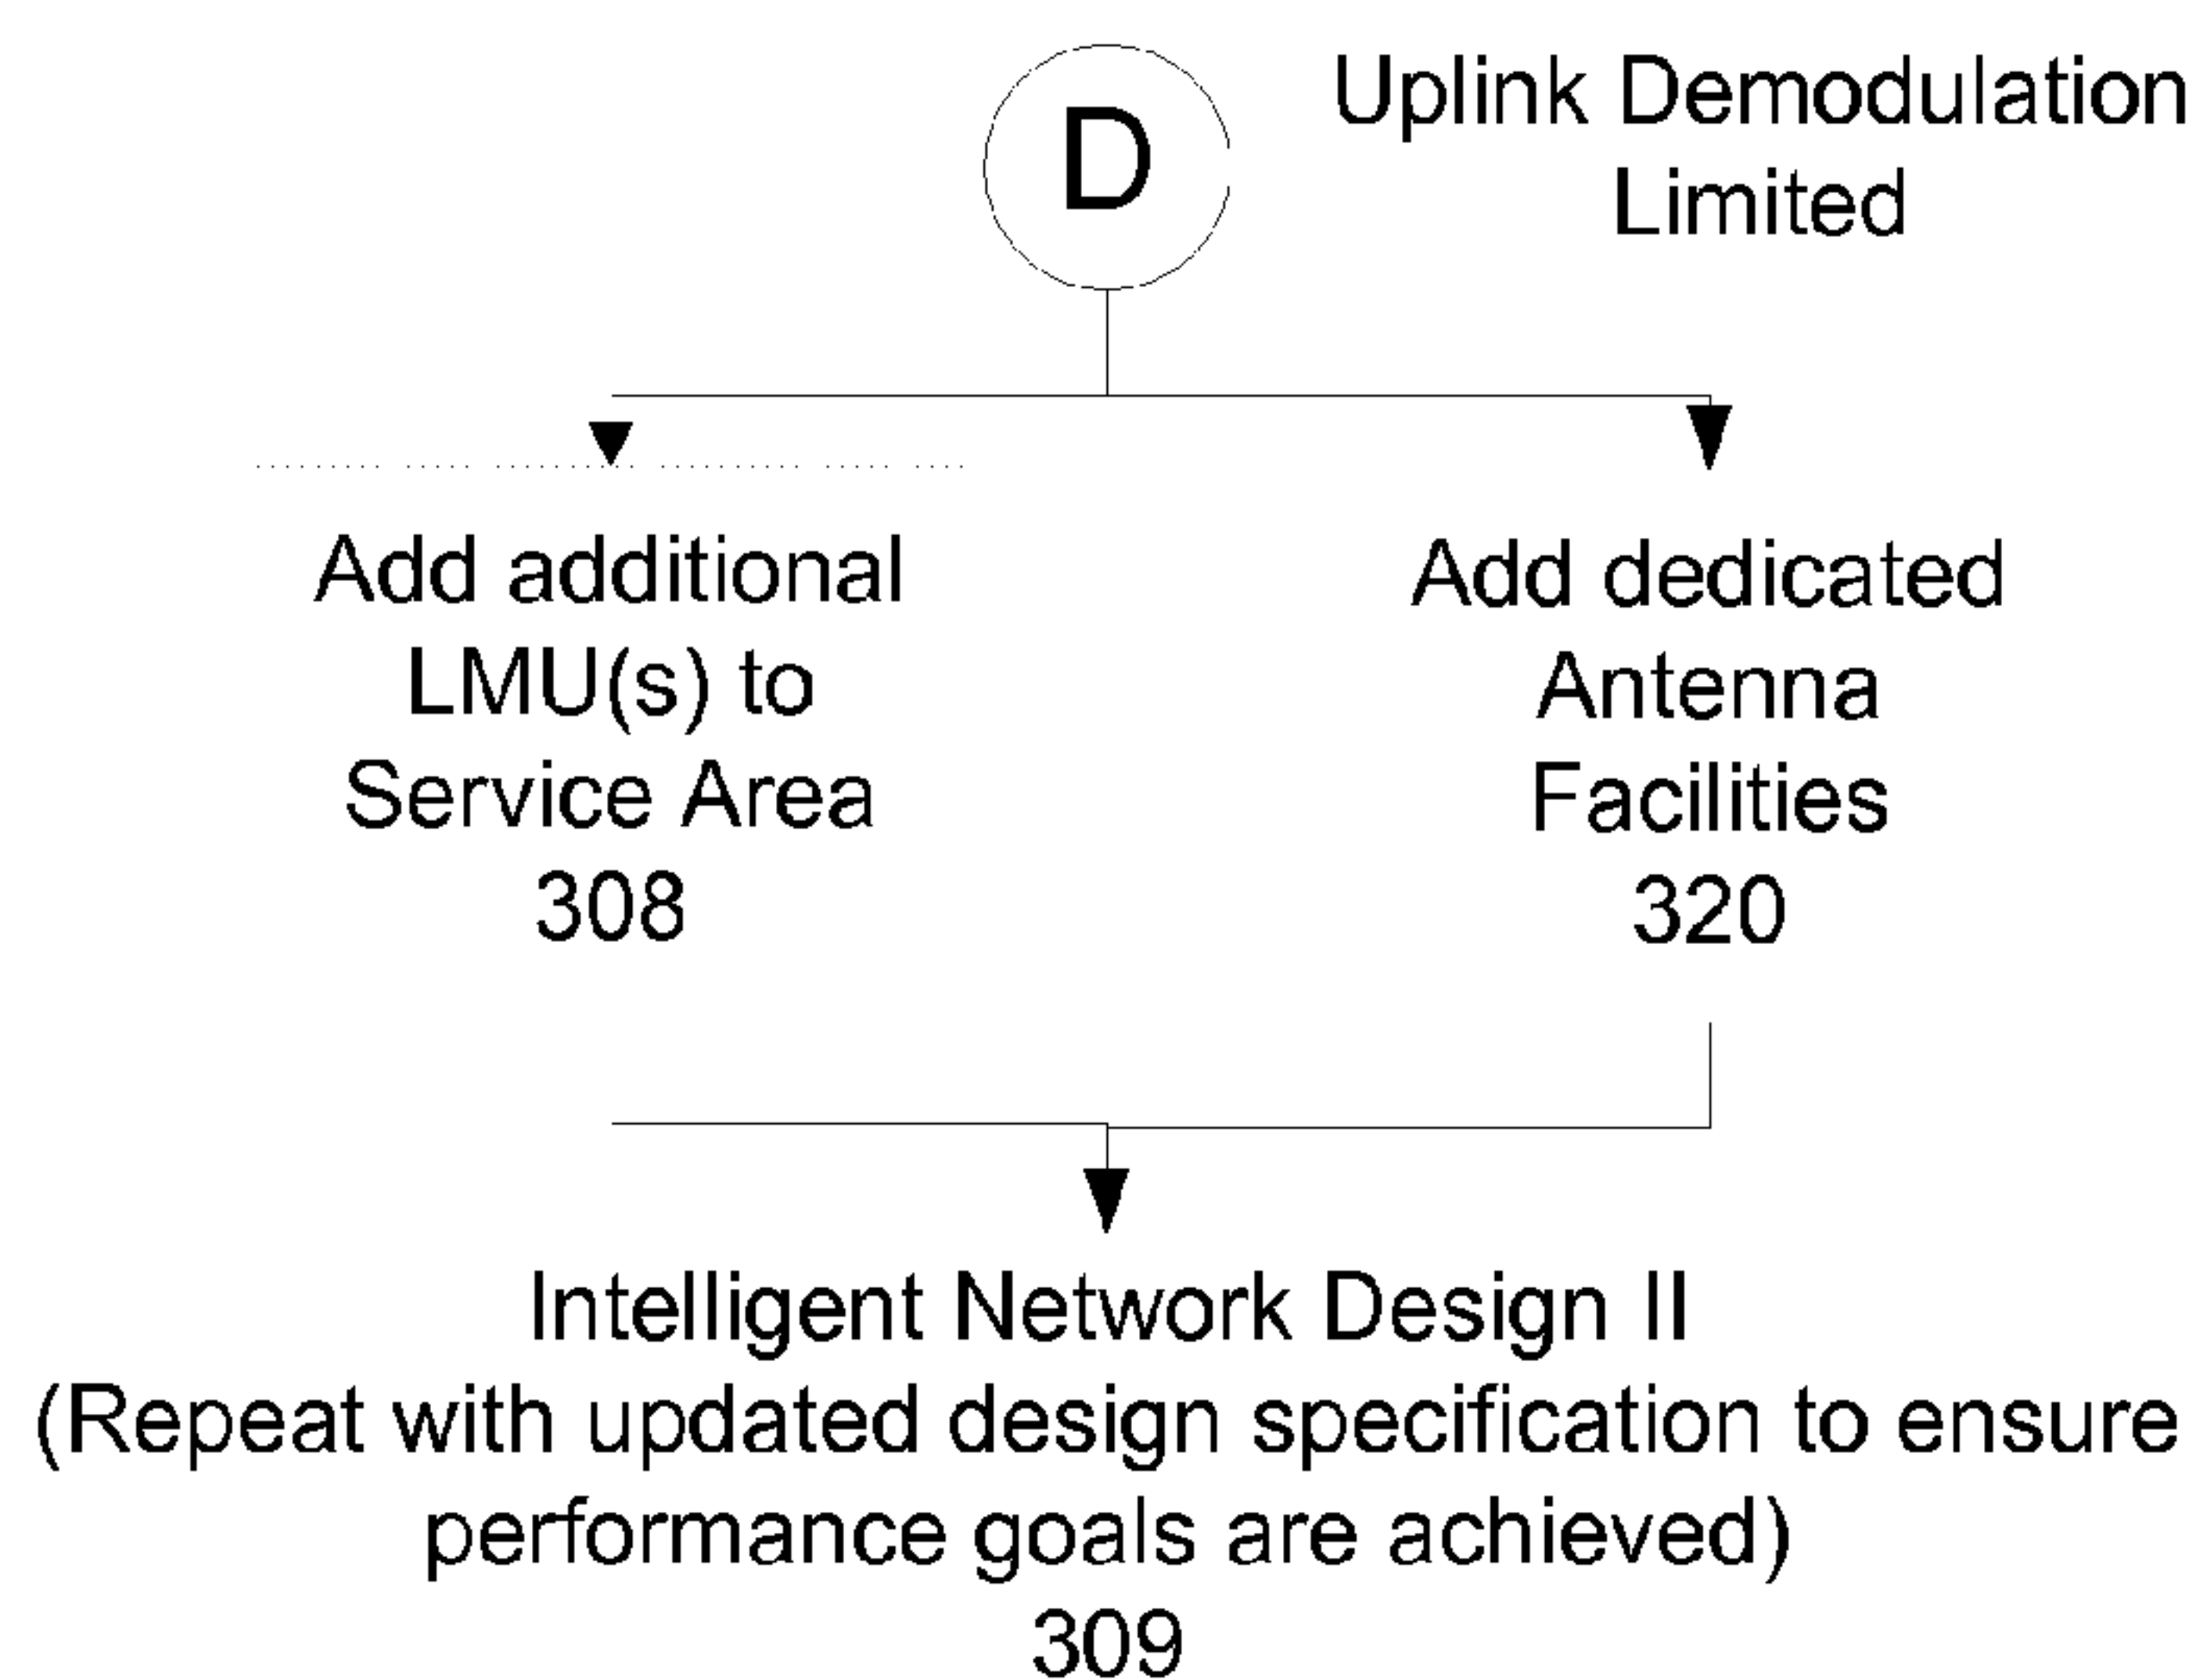 D
Uplink Demodulation
Limited
Add additional
LMU(s) to
Service Area
308
Add dedicated
Antenna
Facilities
320
Intelligent Network Design II
(Repeat with updated design specification to ensure
performance goals are achieved)
309